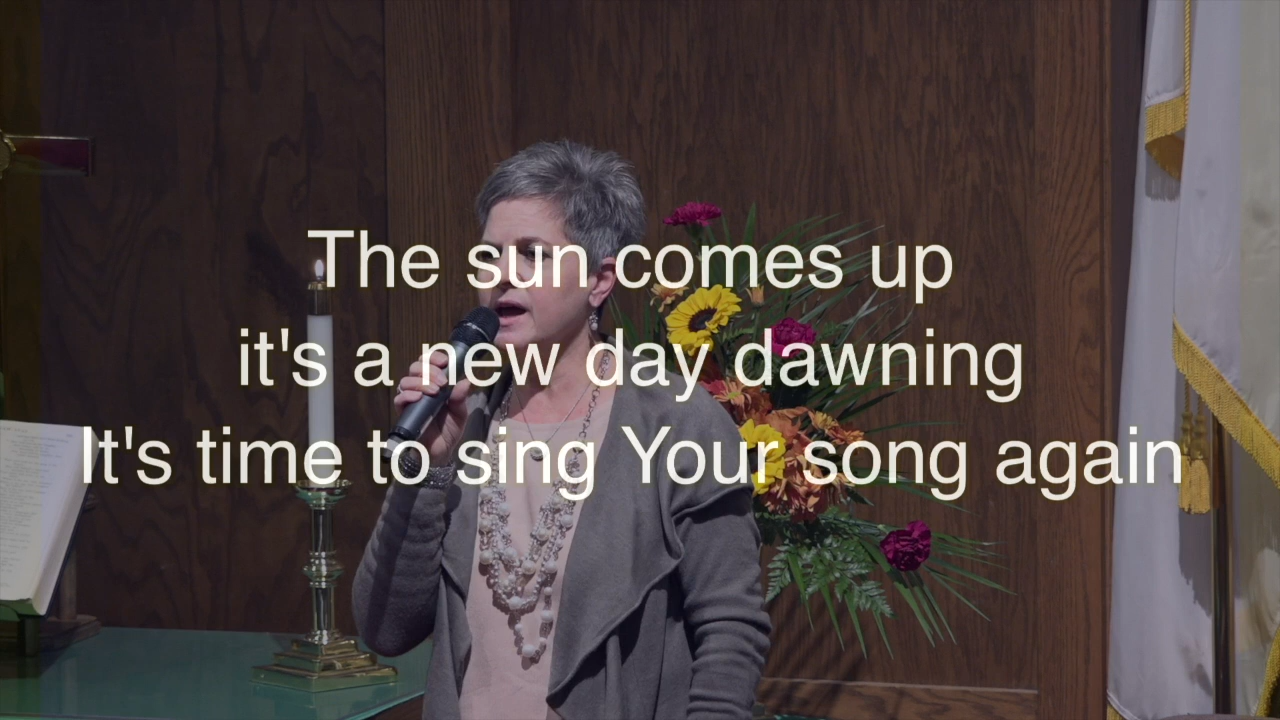 The sun comes up
it's a new day dawning
It's time to sing Your song again